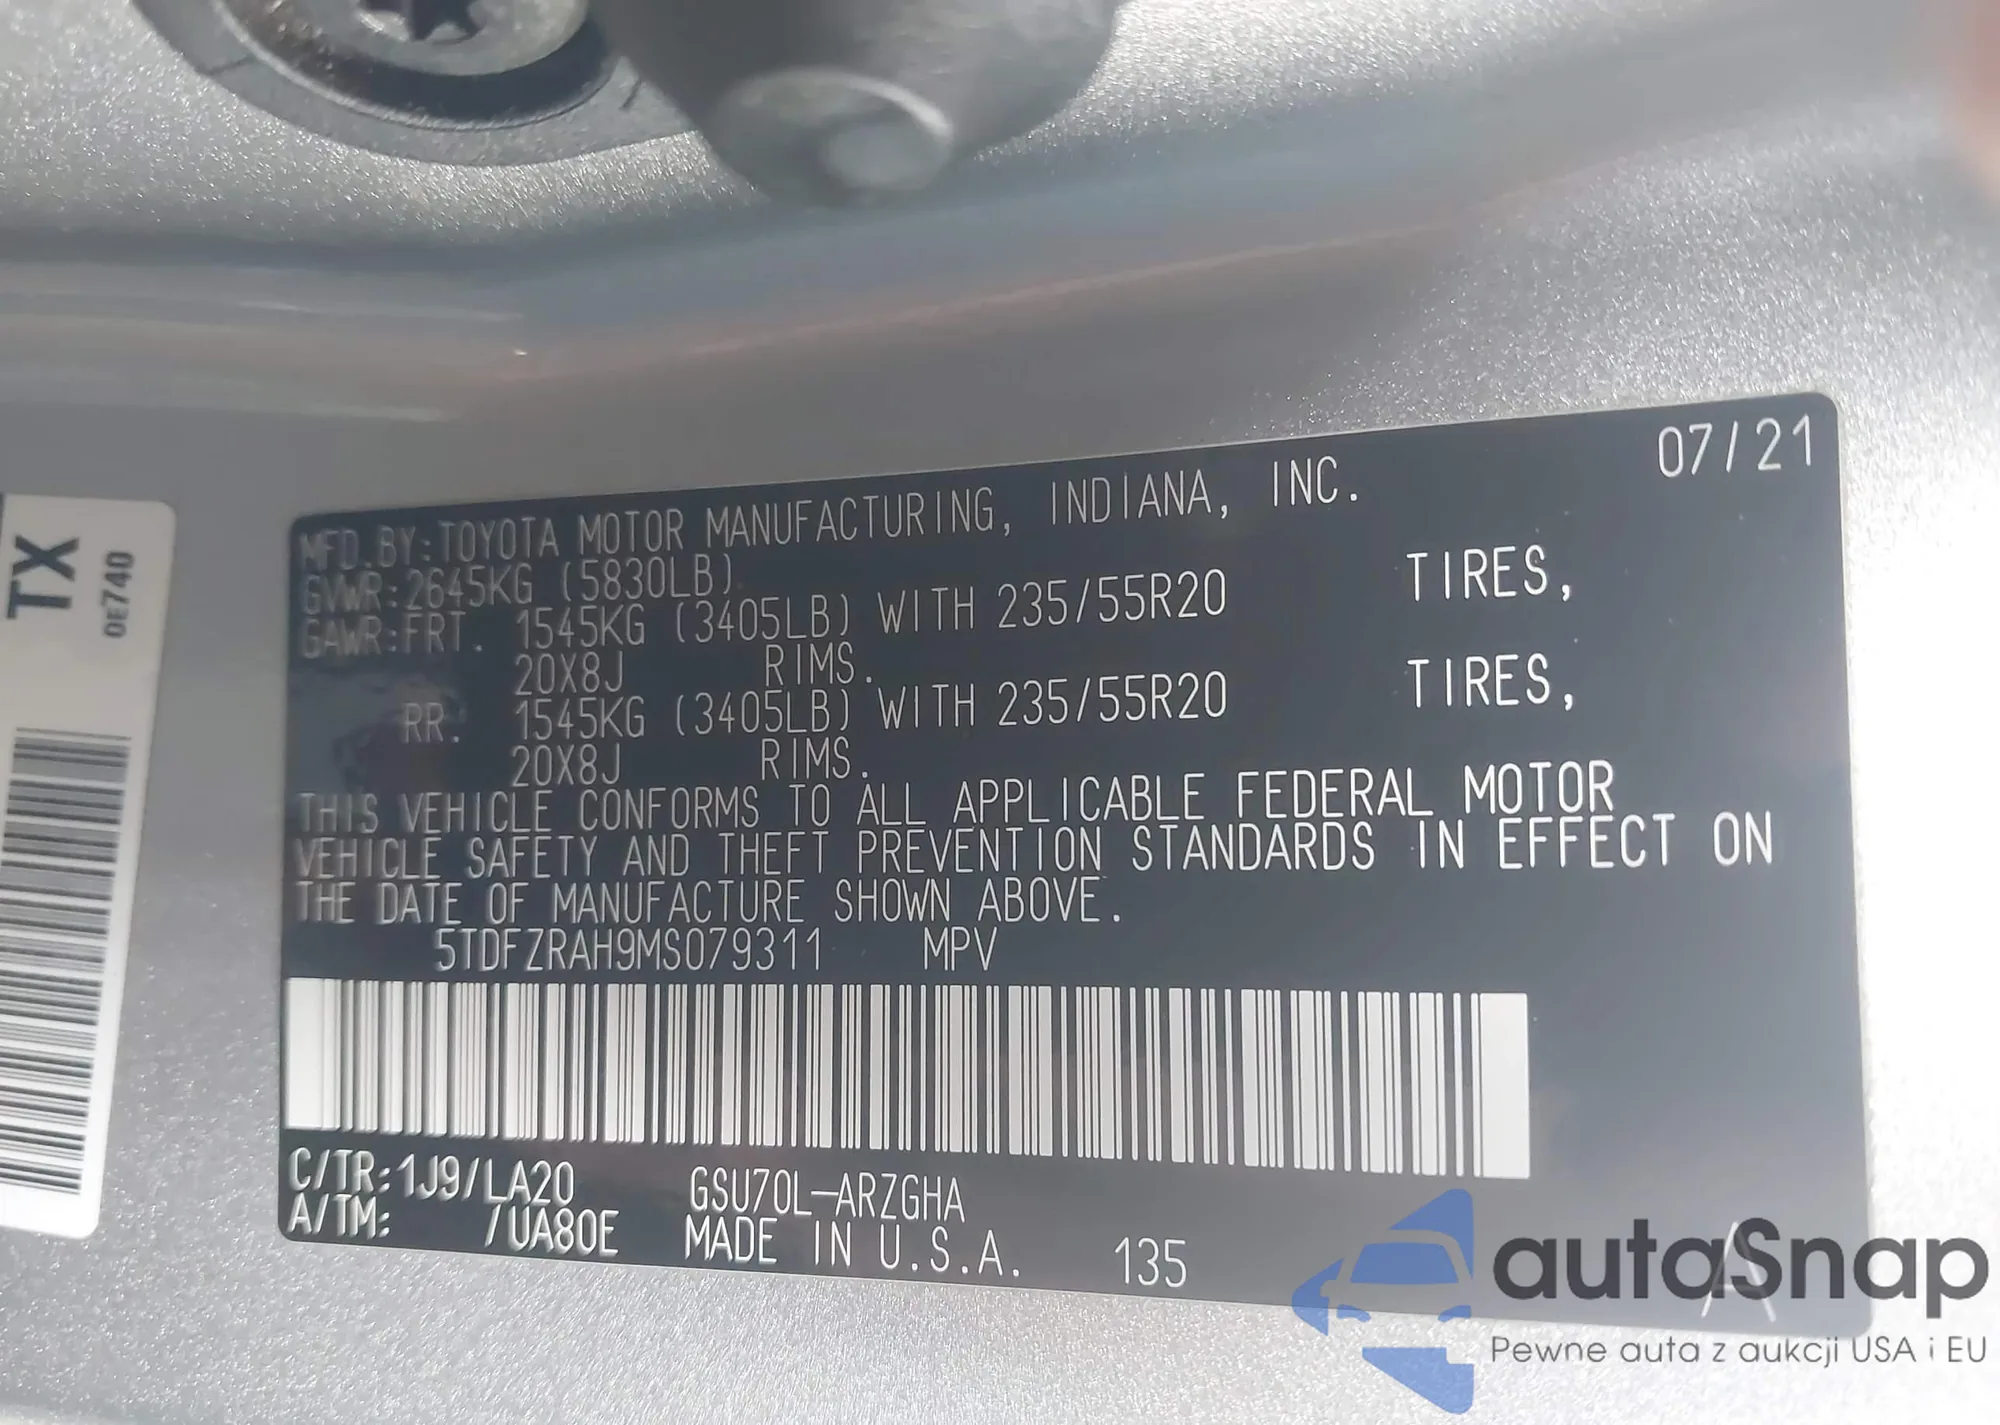 07/21
MFD.BY:TOYOTA MOTOR MANUFACTURING, INDIANA, INC.
GVWR:2645KG (5830LB)
GAWR:FRT. 1545KG (3405LB) WITH 235/55R20 TIRES,
20X8J RIMS.
RR. 1545KG (3405LB) WITH 235/55R20 TIRES,
20X8J RIMS.
THIS VEHICLE CONFORMS TO ALL APPLICABLE FEDERAL MOTOR
VEHICLE SAFETY AND THEFT PREVENTION STANDARDS IN EFFECT ON
THE DATE OF MANUFACTURE SHOWN ABOVE.
5TDFZRAH9MS079311 MPV
C/TR:1J9/LA20 GSU70L-ARZGHA
A/TM: /UA80E MADE IN U.S.A. 135
A
TX
0E740
autaSnap
Pewne auta z aukcji USA i EU